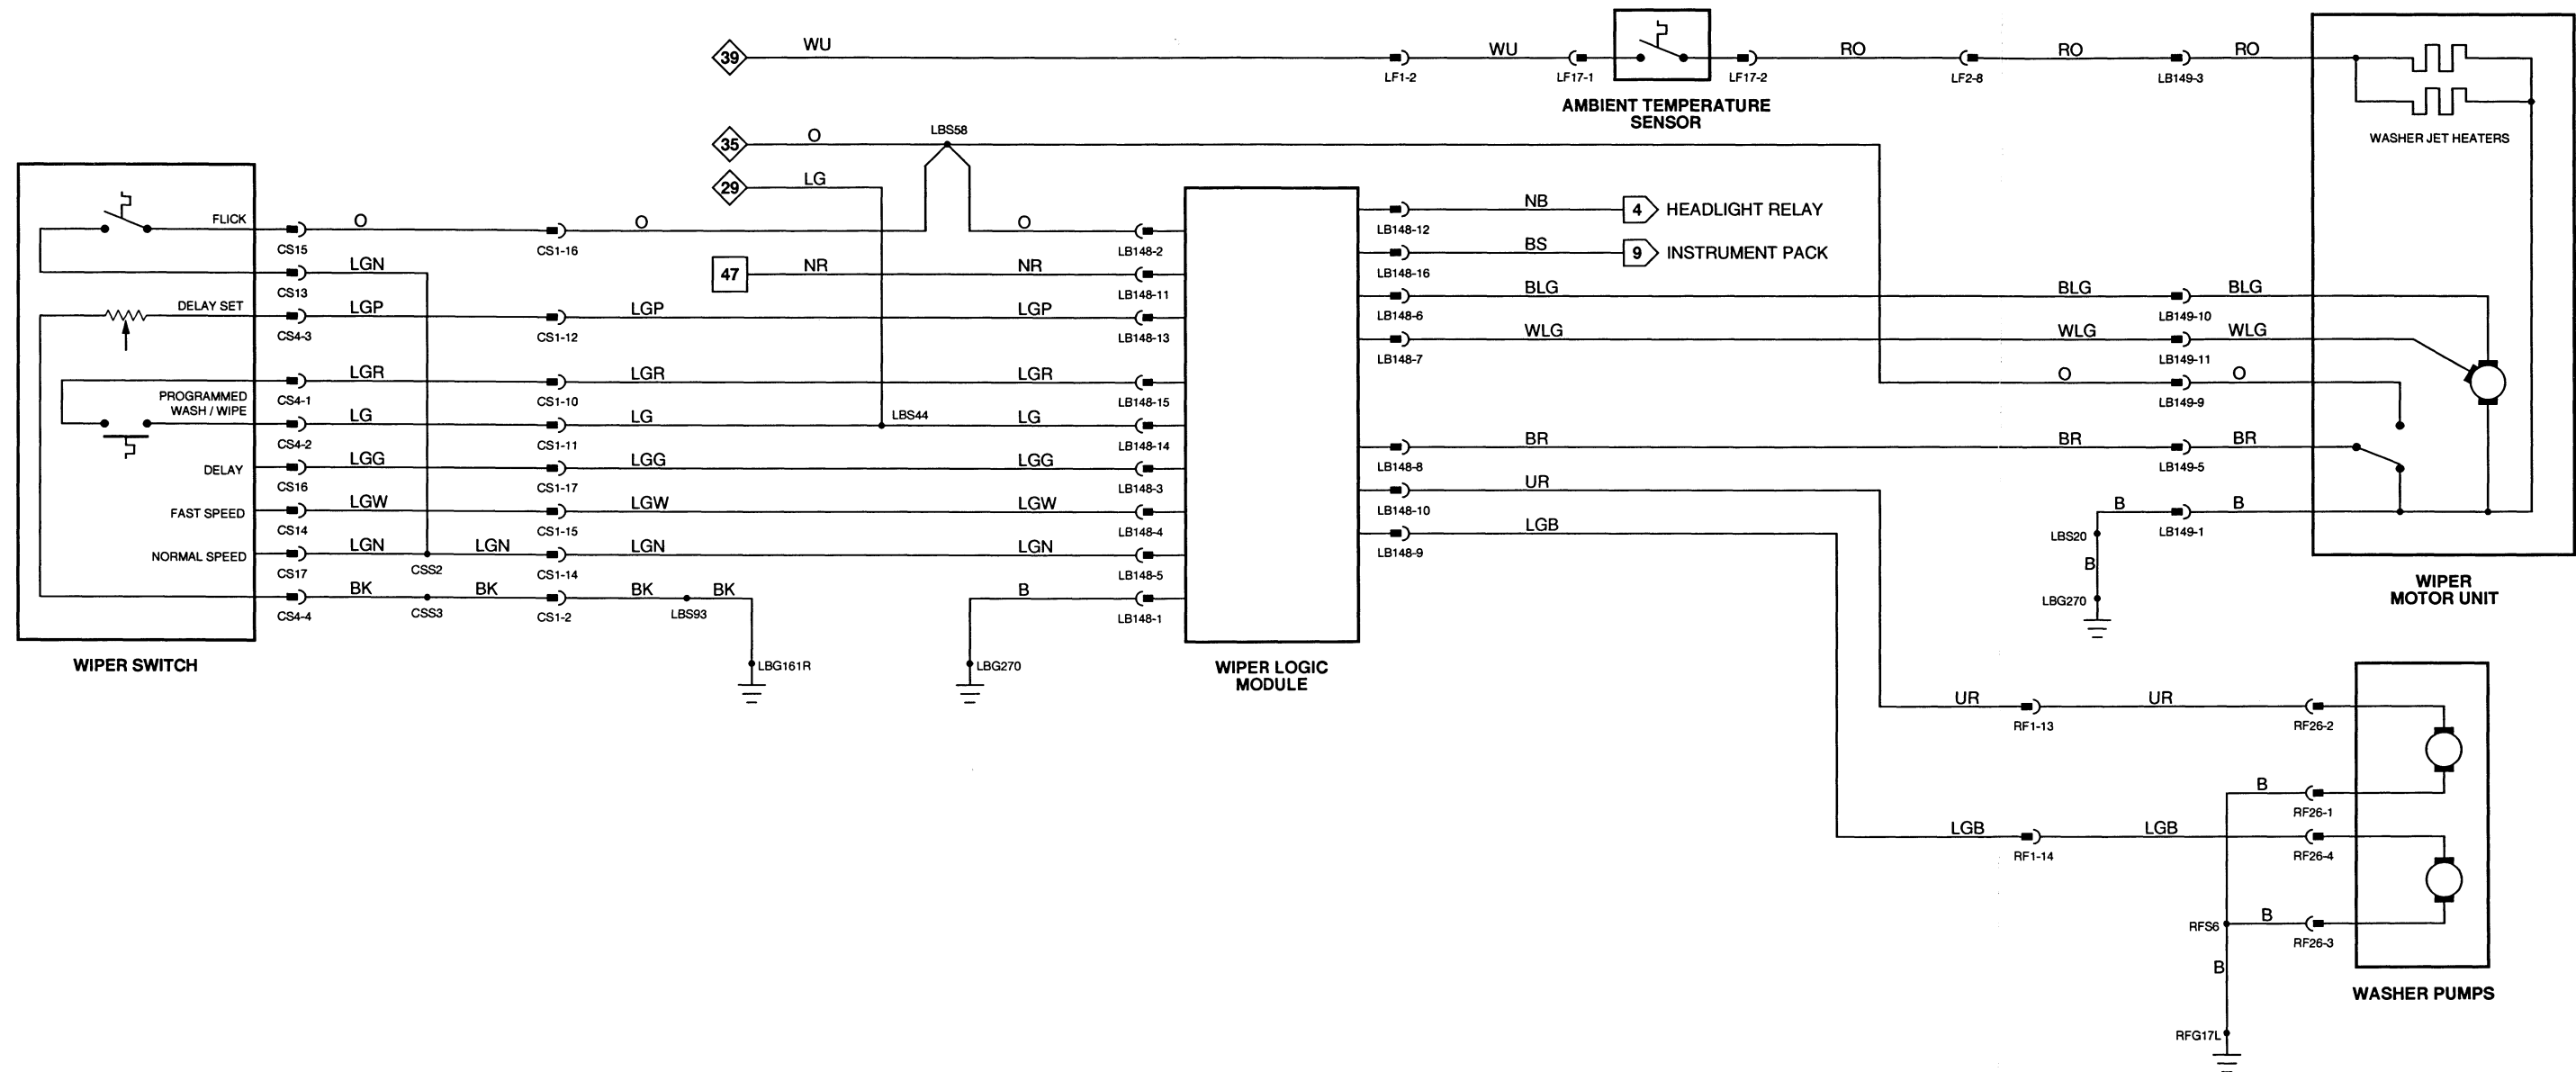 39 WU LF1-2 WU LF17-1 LF17-2 RO LF2-8 RO LB149-3 RO
AMBIENT TEMPERATURE
SENSOR
WASHER JET HEATERS
35 O LBS58
29 LG
FLICK CS15 O CS1-16 O O LB148-2
CS13 LGN
47 NR NR LB148-11
DELAY SET CS4-3 LGP CS1-12 LGP LGP LB148-13
CS4-1 LGR CS1-10 LGR LGR LB148-15
PROGRAMMED
WASH / WIPE
CS4-2 LG CS1-11 LG LBS44 LG LB148-14
DELAY CS16 LGG CS1-17 LGG LGG LB148-3
FAST SPEED CS14 LGW CS1-15 LGW LGW LB148-4
NORMAL SPEED CS17 LGN CSS2 LGN CS1-14 LGN LGN LB148-5
CS4-4 BK CSS3 BK CS1-2 BK LBS93 BK B LB148-1
LBG161R
LBG270
WIPER SWITCH
WIPER LOGIC
MODULE
LB148-12 NB 4 HEADLIGHT RELAY
LB148-16 BS 9 INSTRUMENT PACK
LB148-6 BLG BLG LB149-10 BLG
LB148-7 WLG WLG LB149-11 WLG
O LB149-9 O
LB148-8 BR BR LB149-5 BR
LB148-10 UR
LB148-9 LGB
B LB149-1 B
LBS20
B
LBG270
WIPER
MOTOR UNIT
UR RF1-13 UR RF26-2
B RF26-1
LGB RF1-14 LGB RF26-4
RFS6 B RF26-3
B
RFG17L
WASHER PUMPS